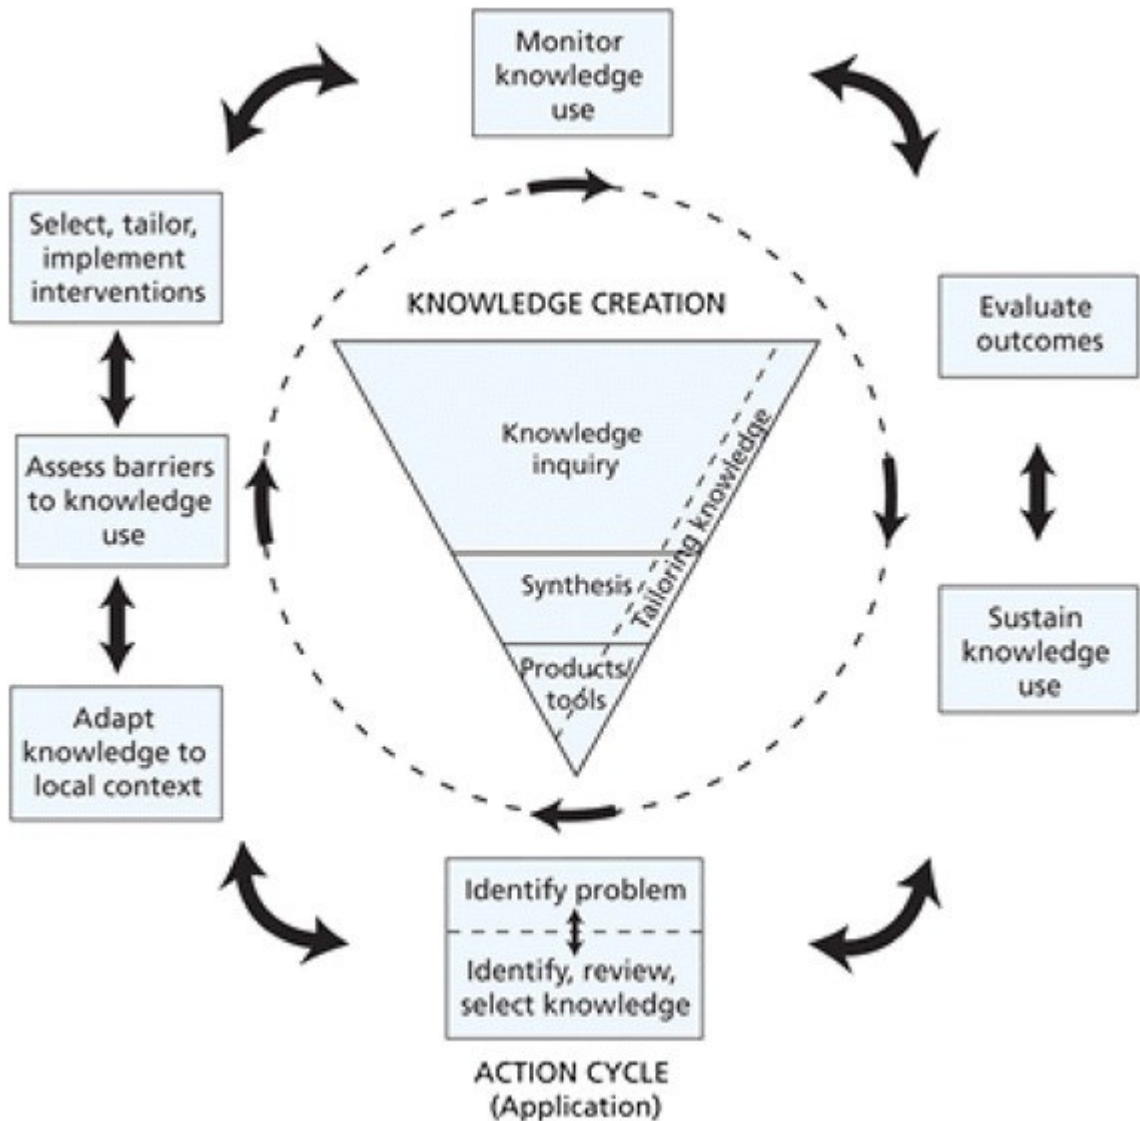 Monitor
knowledge
use
Select, tailor,
implement
interventions
KNOWLEDGE CREATION
Evaluate
outcomes
Knowledge
inquiry
Tailoring knowledge
Assess barriers
to knowledge
use
Synthesis
Products/
tools
Sustain
knowledge
use
Adapt
knowledge to
local context
Identify problem
Identify, review,
select knowledge
ACTION CYCLE
(Application)